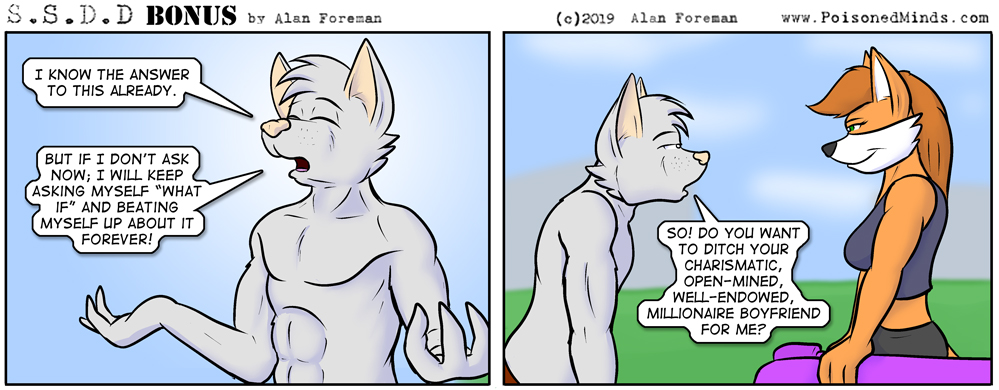 S.S.D.D BONUS by Alan Foreman (c)2019 Alan Foreman www.PoisonedMinds.com
I KNOW THE ANSWER
TO THIS ALREADY.
BUT IF I DON'T ASK
NOW; I WILL KEEP
ASKING MYSELF "WHAT
IF" AND BEATING
MYSELF UP ABOUT IT
FOREVER!
SO! DO YOU WANT
TO DITCH YOUR
CHARISMATIC,
OPEN-MINED,
WELL-ENDOWED,
MILLIONAIRE BOYFRIEND
FOR ME?